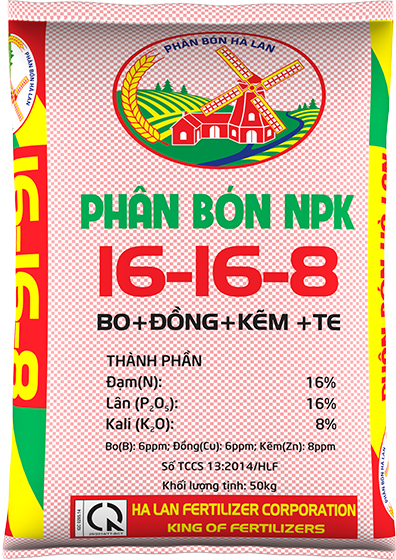 PHÂN BÓN HÀ LAN
PHÂN BÓN HÀ LAN
PHÂN BÓN NPK
16-16-8
BO+ĐỒNG+KẼM +TE
THÀNH PHẦN
Đạm(N): 16%
Lân (P₂O₅): 16%
Kali (K₂O): 8%
Bo(B): 6ppm; Đồng(Cu): 6ppm; Kẽm(Zn): 8ppm
Số TCCS 13:2014/HLF
Khối lượng tịnh: 50kg
HA LAN FERTILIZER CORPORATION
KING OF FERTILIZERS
16-16-8
PHÂN BÓN HÀ LAN